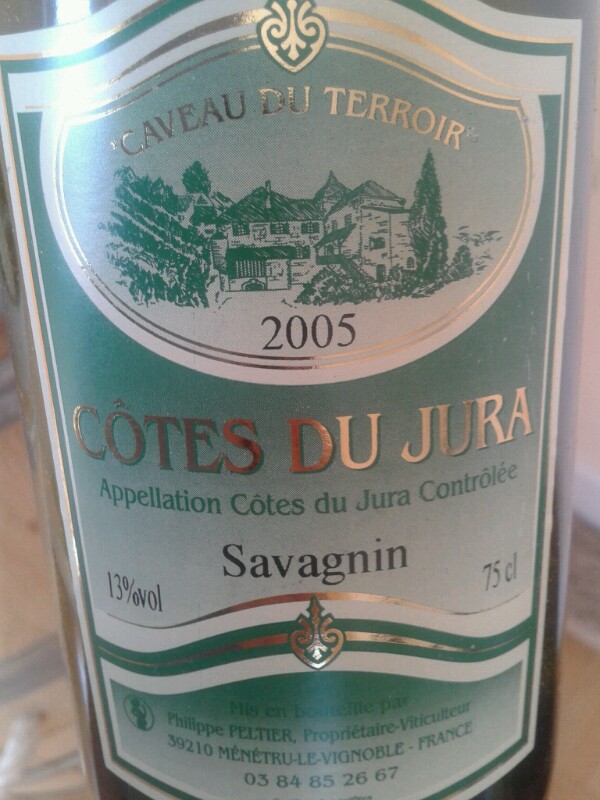 "CAVEAU DU TERROIR"
2005
CÔTES DU JURA
Appellation Côtes du Jura Contrôlée
Savagnin
13%vol
75 cl
Mis en bouteille par
Philippe PELTIER, Propriétaire-Viticulteur
39210 MÉNÉTRU-LE-VIGNOBLE - FRANCE
03 84 85 26 67